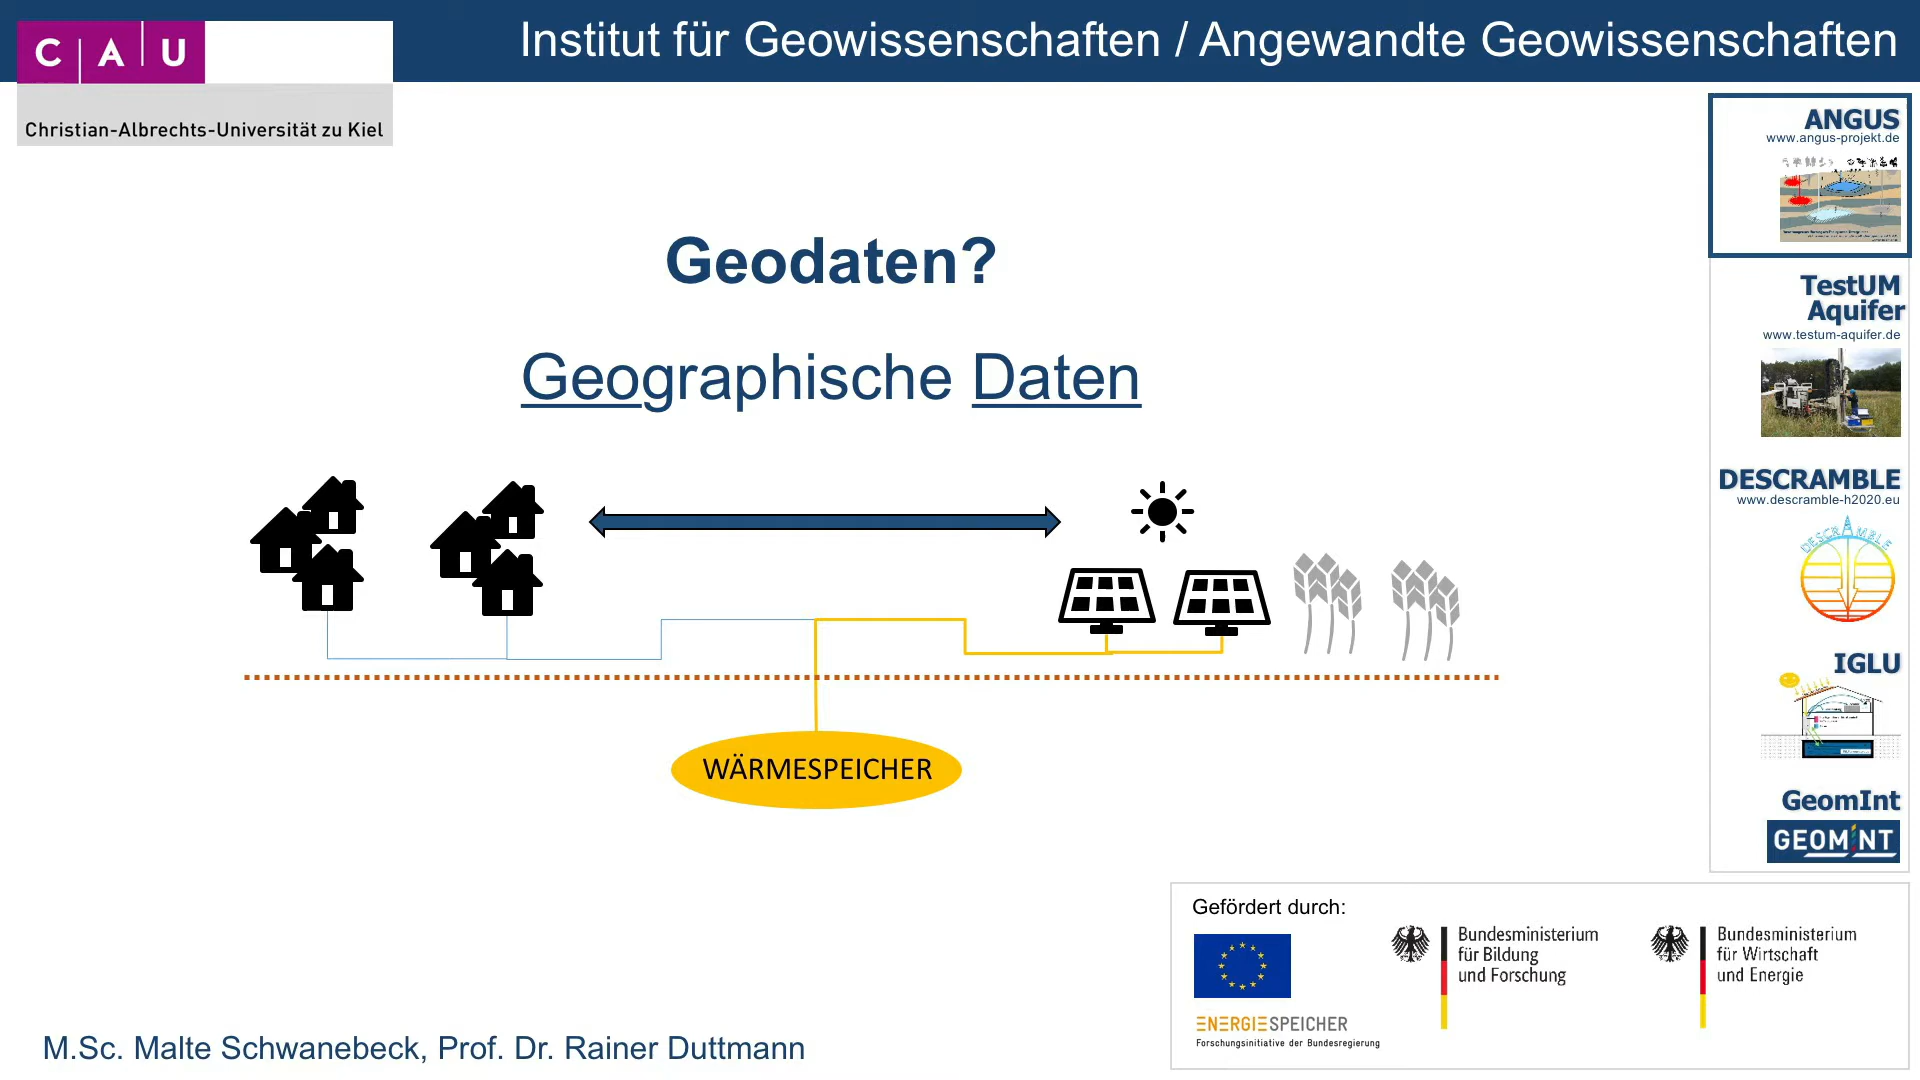 Institut für Geowissenschaften / Angewandte Geowissenschaften
C A U
Christian-Albrechts-Universität zu Kiel
ANGUS
www.angus-projekt.de
Geodaten?
Geographische Daten
TestUM
Aquifer
www.testum-aquifer.de
DESCRAMBLE
www.descramble-h2020.eu
DESCRAMBLE
IGLU
WÄRMESPEICHER
GeomInt
GEOMINT
Gefördert durch:
Bundesministerium
für Bildung
und Forschung
Bundesministerium
für Wirtschaft
und Energie
ENERGIESPEICHER
Forschungsinitiative der Bundesregierung
M.Sc. Malte Schwanebeck, Prof. Dr. Rainer Duttmann